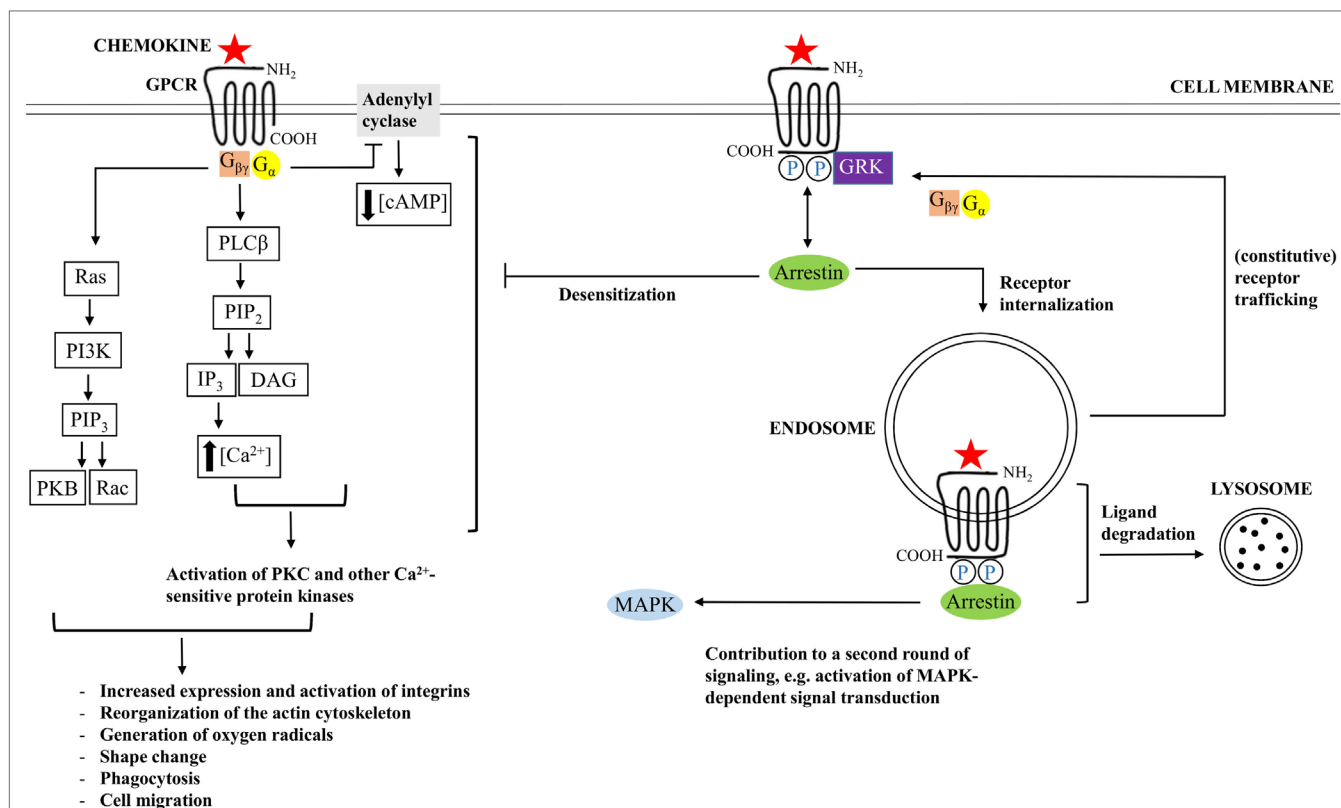 CHEMOKINE
NH₂
GPCR
Adenylyl
cyclase
COOH
Gβγ Gα
[cAMP]
PLCβ
Ras
PIP₂
PI3K
IP₃ DAG
PIP₃
[Ca²⁺]
PKB Rac
Activation of PKC and other Ca²⁺-
sensitive protein kinases
- Increased expression and activation of integrins
- Reorganization of the actin cytoskeleton
- Generation of oxygen radicals
- Shape change
- Phagocytosis
- Cell migration
NH₂
CELL MEMBRANE
COOH
P P GRK
Gβγ Gα
Arrestin
Desensitization
Receptor
internalization
(constitutive)
receptor
trafficking
ENDOSOME
NH₂
COOH
P P
Arrestin
Ligand
degradation
LYSOSOME
MAPK
Contribution to a second round of
signaling, e.g. activation of MAPK-
dependent signal transduction